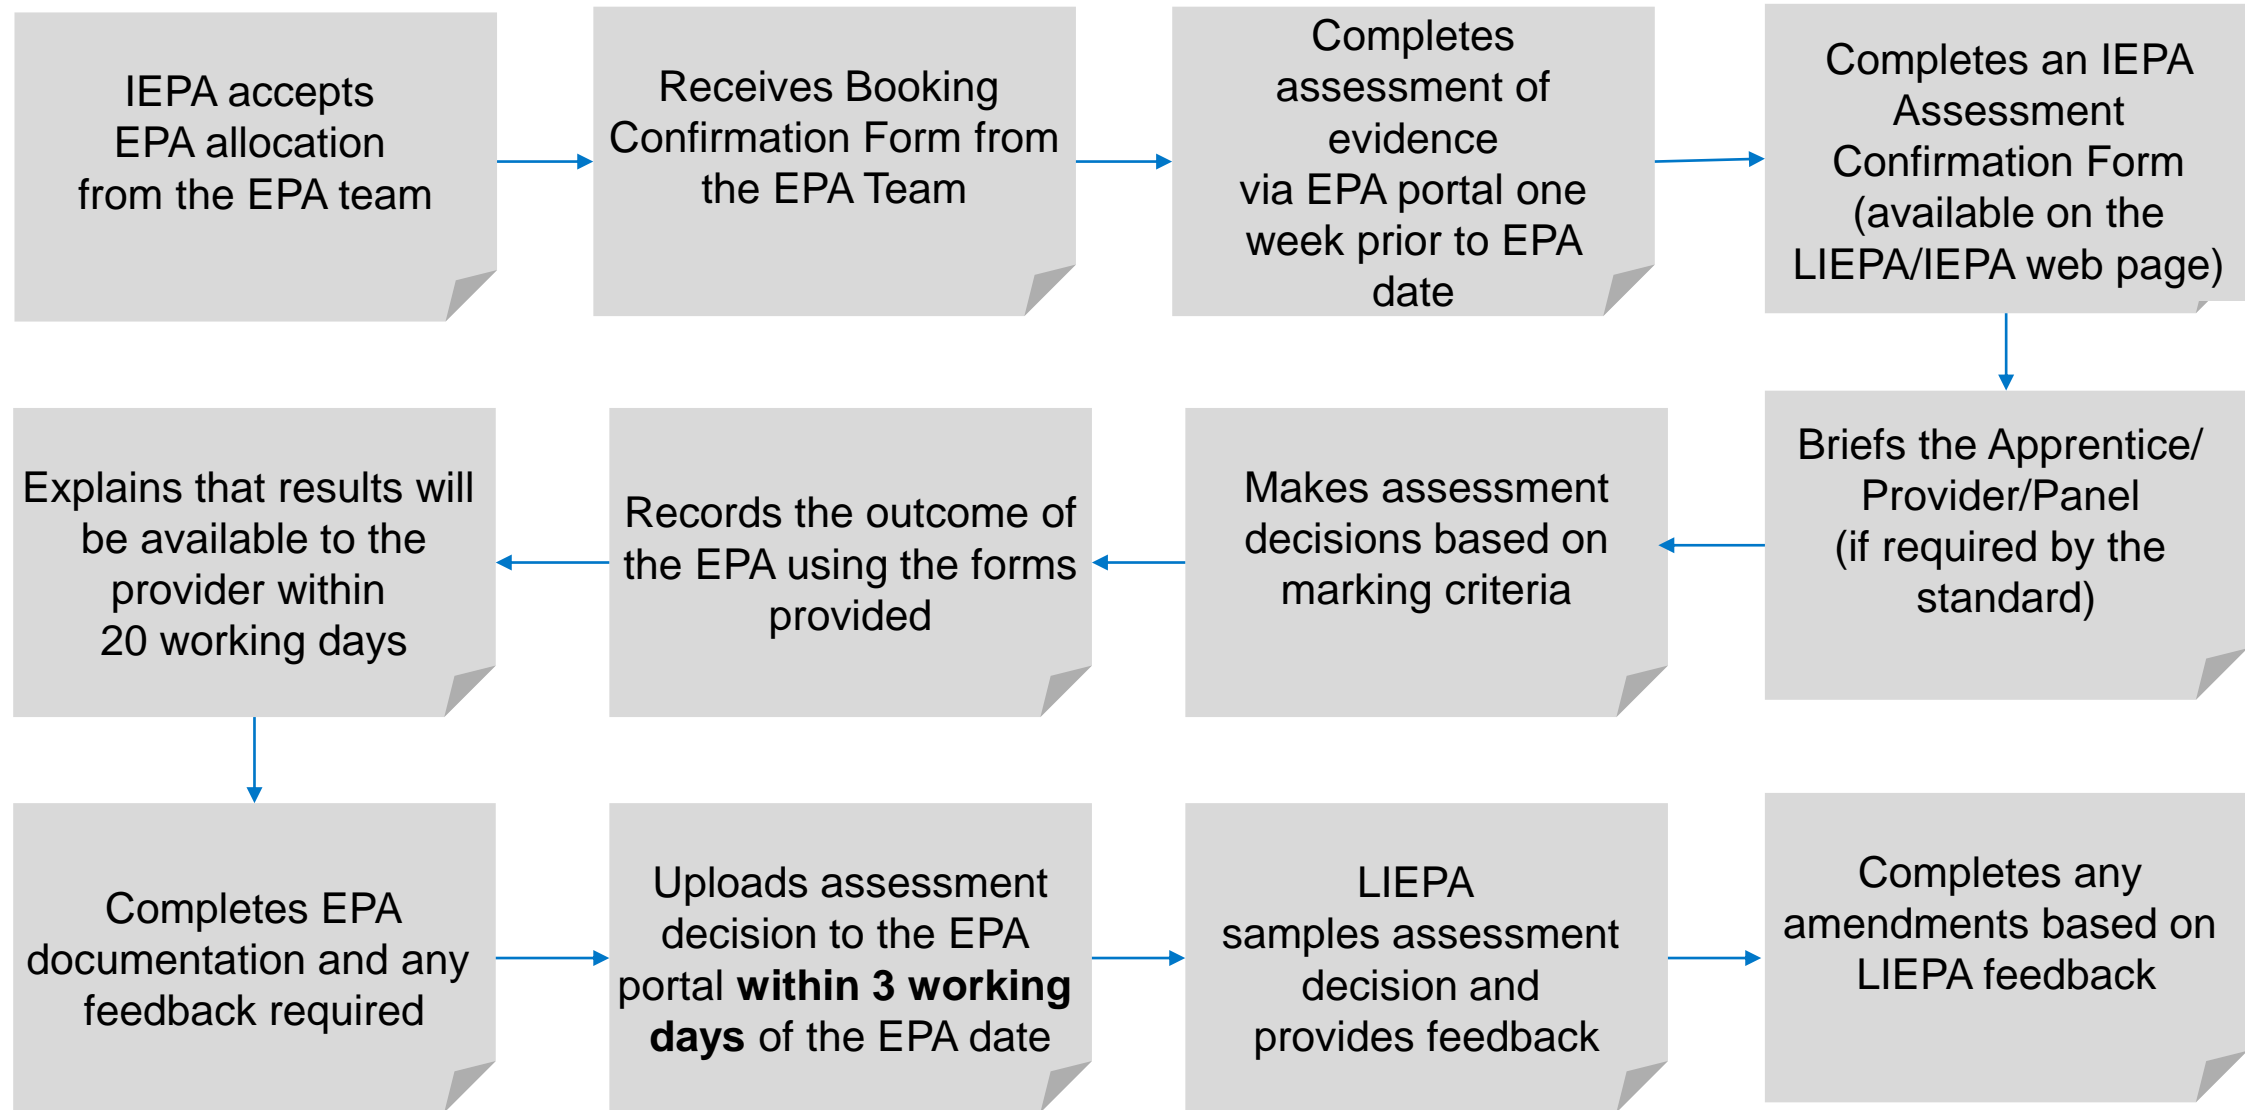 IEPA accepts
EPA allocation
from the EPA team
Receives Booking
Confirmation Form from
the EPA Team
Completes
assessment of
evidence
via EPA portal one
week prior to EPA
date
Completes an IEPA
Assessment
Confirmation Form
(available on the
LIEPA/IEPA web page)
Briefs the Apprentice/
Provider/Panel
(if required by the
standard)
Makes assessment
decisions based on
marking criteria
Records the outcome of
the EPA using the forms
provided
Explains that results will
be available to the
provider within
20 working days
Completes EPA
documentation and any
feedback required
Uploads assessment
decision to the EPA
portal within 3 working
days of the EPA date
LIEPA
samples assessment
decision and
provides feedback
Completes any
amendments based on
LIEPA feedback